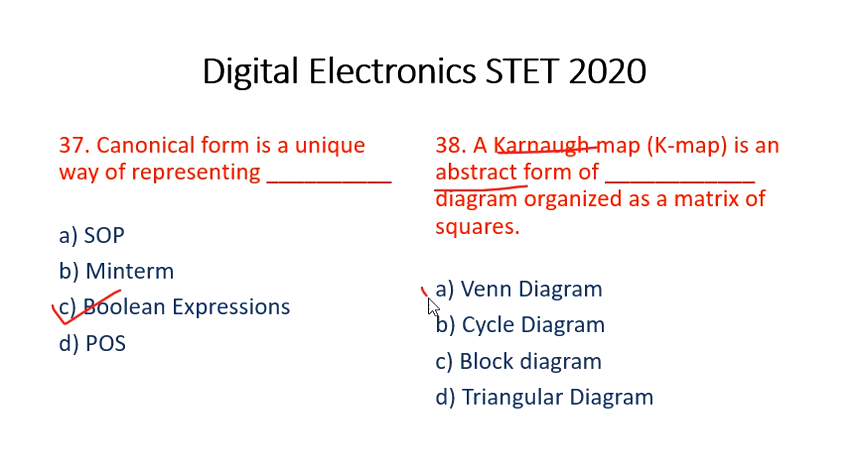 Digital Electronics STET 2020
37. Canonical form is a unique
way of representing __________
a) SOP
b) Minterm
c) Boolean Expressions
d) POS
38. A Karnaugh map (K-map) is an
abstract form of ____________
diagram organized as a matrix of
squares.
a) Venn Diagram
b) Cycle Diagram
c) Block diagram
d) Triangular Diagram